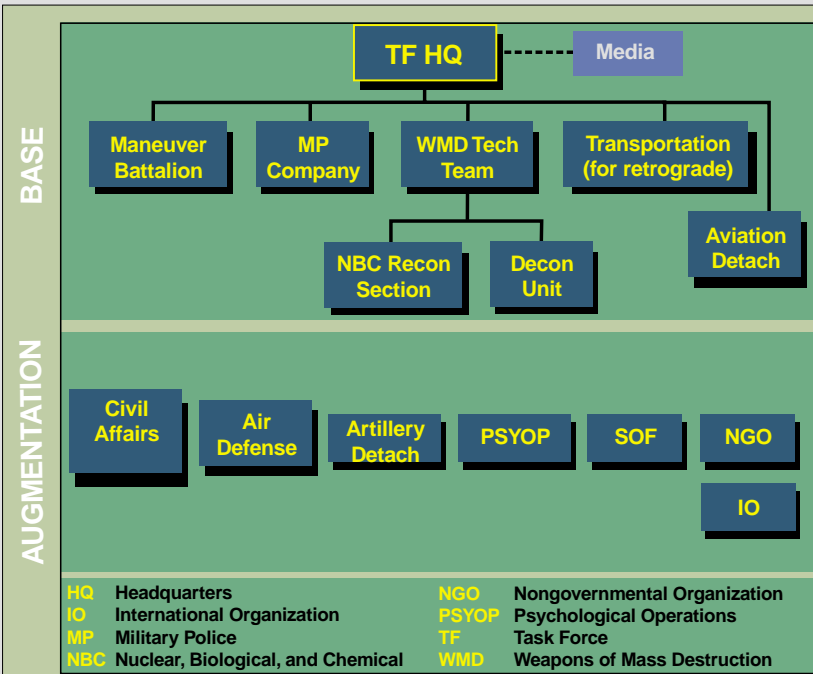 BASE
TF HQ
Media
Maneuver
Battalion
MP
Company
WMD Tech
Team
Transportation
(for retrograde)
NBC Recon
Section
Decon
Unit
Aviation
Detach
AUGMENTATION
Civil
Affairs
Air
Defense
Artillery
Detach
PSYOP
SOF
NGO
IO
HQ Headquarters
IO International Organization
MP Military Police
NBC Nuclear, Biological, and Chemical
NGO Nongovernmental Organization
PSYOP Psychological Operations
TF Task Force
WMD Weapons of Mass Destruction